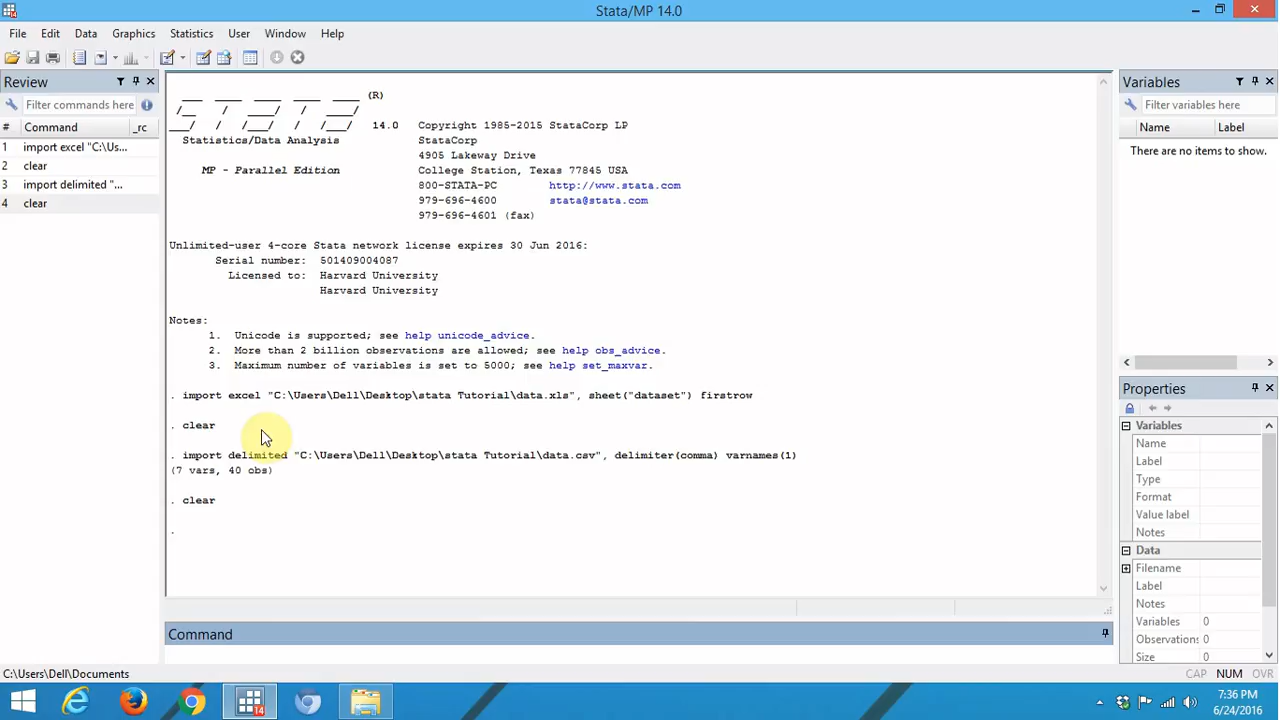 Stata/MP 14.0
File Edit Data Graphics Statistics User Window Help
Review
Filter commands here
# Command _rc
1 import excel "C:\Us...
2 clear
3 import delimited "...
4 clear
(R)
14.0 Copyright 1985-2015 StataCorp LP
Statistics/Data Analysis StataCorp
4905 Lakeway Drive
MP - Parallel Edition College Station, Texas 77845 USA
800-STATA-PC http://www.stata.com
979-696-4600 stata@stata.com
979-696-4601 (fax)
Unlimited-user 4-core Stata network license expires 30 Jun 2016:
Serial number: 501409004087
Licensed to: Harvard University
Harvard University
Notes:
1. Unicode is supported; see help unicode_advice.
2. More than 2 billion observations are allowed; see help obs_advice.
3. Maximum number of variables is set to 5000; see help set_maxvar.
. import excel "C:\Users\Dell\Desktop\stata Tutorial\data.xls", sheet("dataset") firstrow
. clear
. import delimited "C:\Users\Dell\Desktop\stata Tutorial\data.csv", delimiter(comma) varnames(1)
(7 vars, 40 obs)
. clear
.
Command
Variables
Filter variables here
Name Label
There are no items to show.
Properties
Variables
Name
Label
Type
Format
Value label
Notes
Data
Filename
Label
Notes
Variables 0
Observations 0
Size 0
C:\Users\Dell\Documents
CAP NUM OVR
14
7:36 PM
6/24/2016